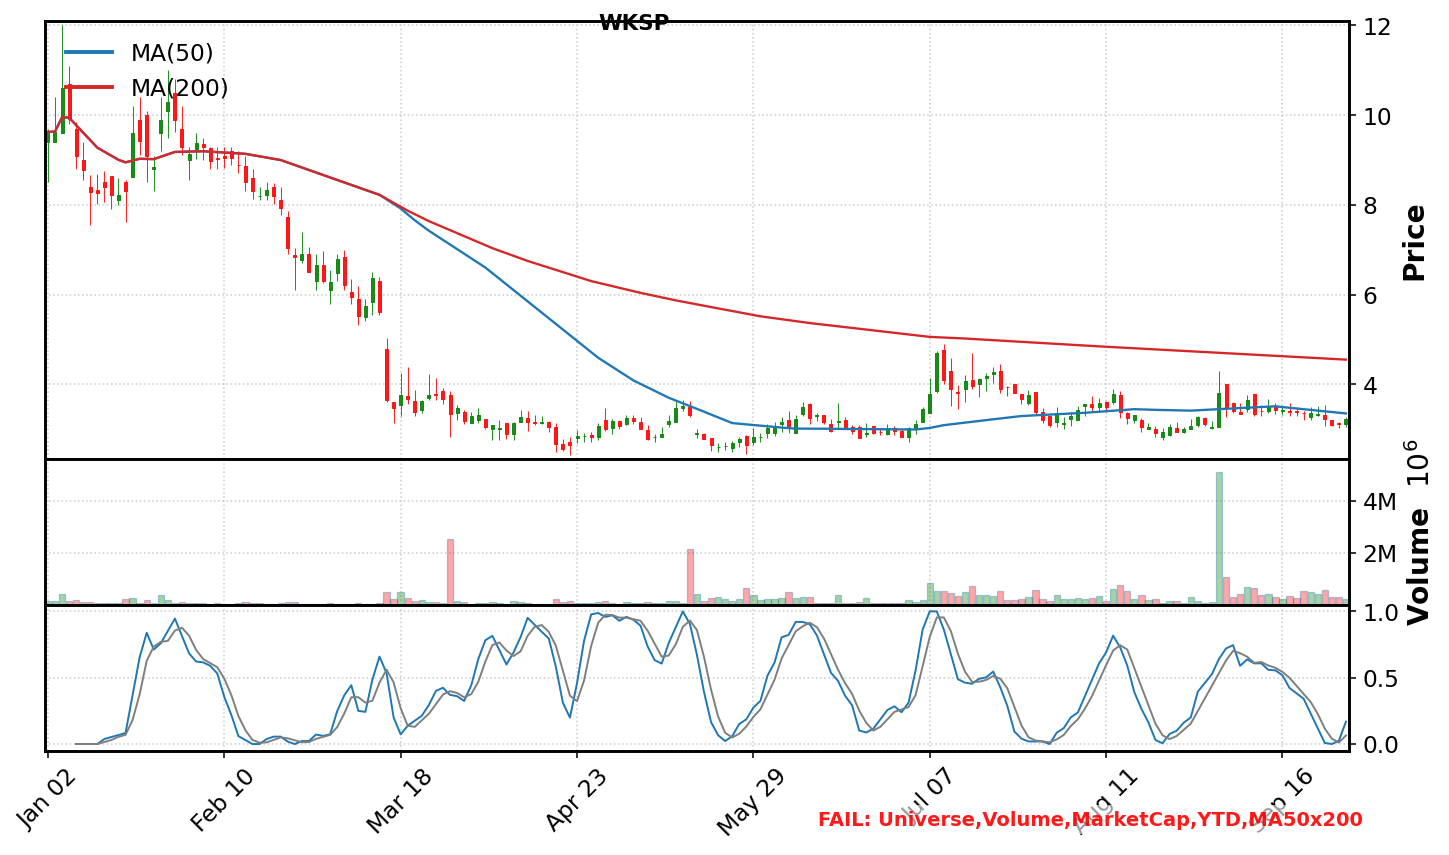 WKSP
MA(50)
MA(200)
12
10
8
6
4
Price
10^6
4M
2M
Volume
1.0
0.5
0.0
Jan 02
Feb 10
Mar 18
Apr 23
May 29
Jul 07
Aug 11
Sep 16
FAIL: Universe,Volume,MarketCap,YTD,MA50x200